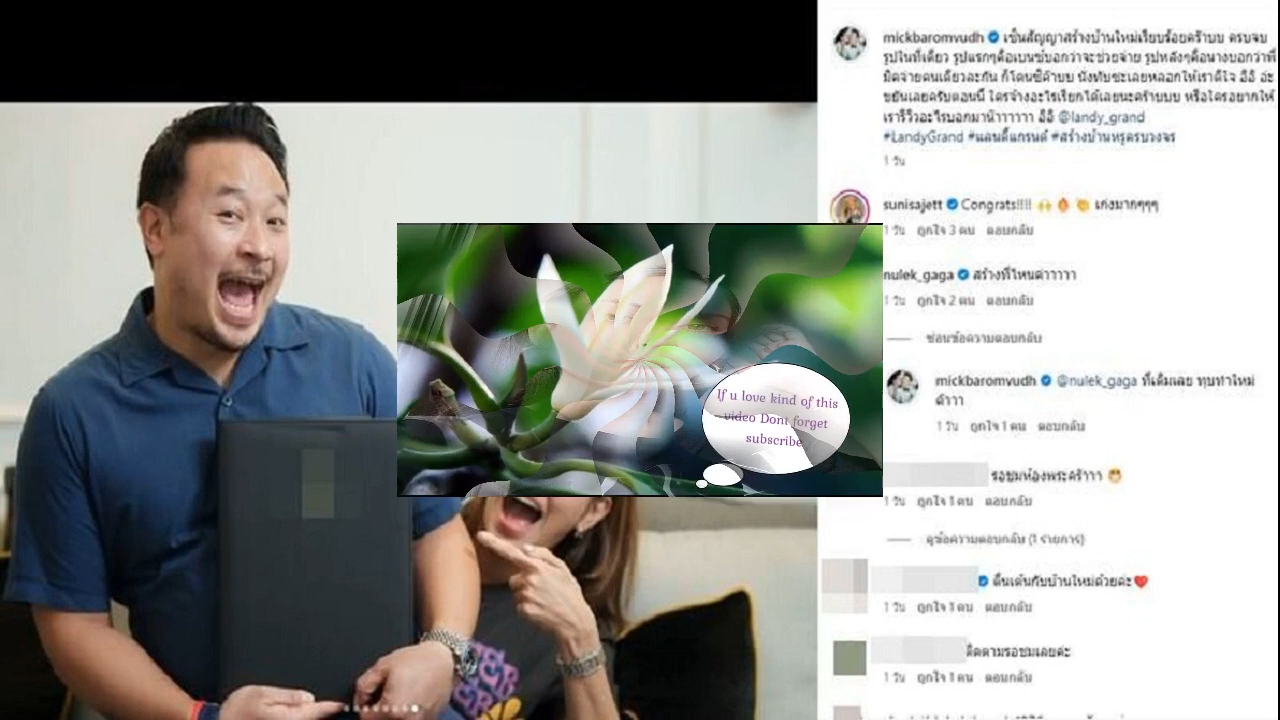 mickbaromvudh เซ็นสัญญาสร้างบ้านใหม่เรียบร้อยคร้าบบ ครบจบ
รูปในที่เดียว รูปแรกๆคือเบนซ์บอกว่าจะช่วยจ่าย รูปหลังๆคือนางบอกว่าพี่
มิคจ่ายคนเดียวละกัน ก็โดนซิค้าบบ นั่งทับซะเลยหลอกให้เราดีใจ อิอิ
ขยันเลยครับตอนนี้ ใครจ้างอะไรเรียกได้เลยนะคร้าบบบ หรือใครอยากให้
เรารีวิวอะไรบอกมาน้าาาาาา อิอิ @landy_grand
#LandyGrand #แลนดี้แกรนด์ #สร้างบ้านหรูครบวงจร
1 วัน
sunisajett Congrats!!!! 🙌 🔥 👏 เก่งมากๆๆๆ
1 วัน ถูกใจ 3 คน ตอบกลับ
nulek_gaga สร้างที่ไหนค่าาาาา
1 วัน ถูกใจ 2 คน ตอบกลับ
ซ่อนข้อความตอบกลับ
mickbaromvudh @nulek_gaga ที่เดิมเลย ทุบทำใหม่
ค้าาา
1 วัน ถูกใจ 1 คน ตอบกลับ
รอชมห้องพระคร้าาา 😁
1 วัน ถูกใจ 1 คน ตอบกลับ
ดูข้อความตอบกลับ (1 รายการ)
ตื่นเต้นกับบ้านใหม่ด้วยค่ะ❤️
1 วัน ถูกใจ 1 คน ตอบกลับ
ติดตามรอชมเลยค่ะ
1 วัน ถูกใจ 1 คน ตอบกลับ
If u love kind of this
video Dont forget
subscribe